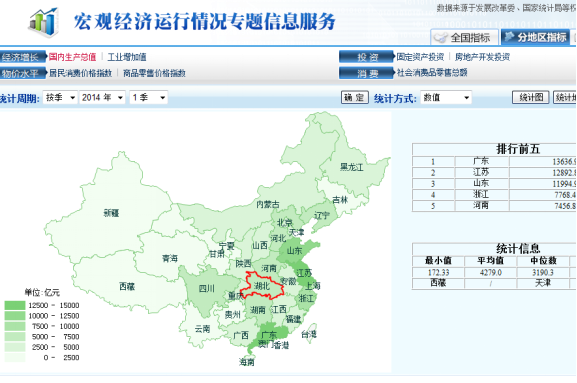 数据来源于发展改革委、国家统计局等权
宏观经济运行情况专题信息服务
全国指标 分地区指标
经济增长 国内生产总值 工业增加值
投资 固定资产投资 房地产开发投资
物价水平 居民消费价格指数 商品零售价格指数
消费 社会消费品零售总额
统计周期: 按季 2014 年 1 季
确 定 统计方式: 数值 统计图
排行前五
1 广东 13636.9
2 江苏 12892.8
3 山东 11994.9
4 浙江 7768.4
5 河南 7456.8
统计信息
最小值 平均值 中位数
172.33 4279.0 3190.3
西藏 / 天津
黑龙江
吉林
内蒙古
辽宁
新疆
北京
天津
河北
宁夏
山西
山东
甘肃
青海
陕西
河南
江苏
西藏
四川
湖北
安徽
上海
重庆
浙江
湖南
江西
贵州
福建
云南
广西
广东
台湾
澳门
香港
海南
单位:亿元
12500 - 15000
10000 - 12500
7500 - 10000
5000 - 7500
2500 - 5000
0 - 2500